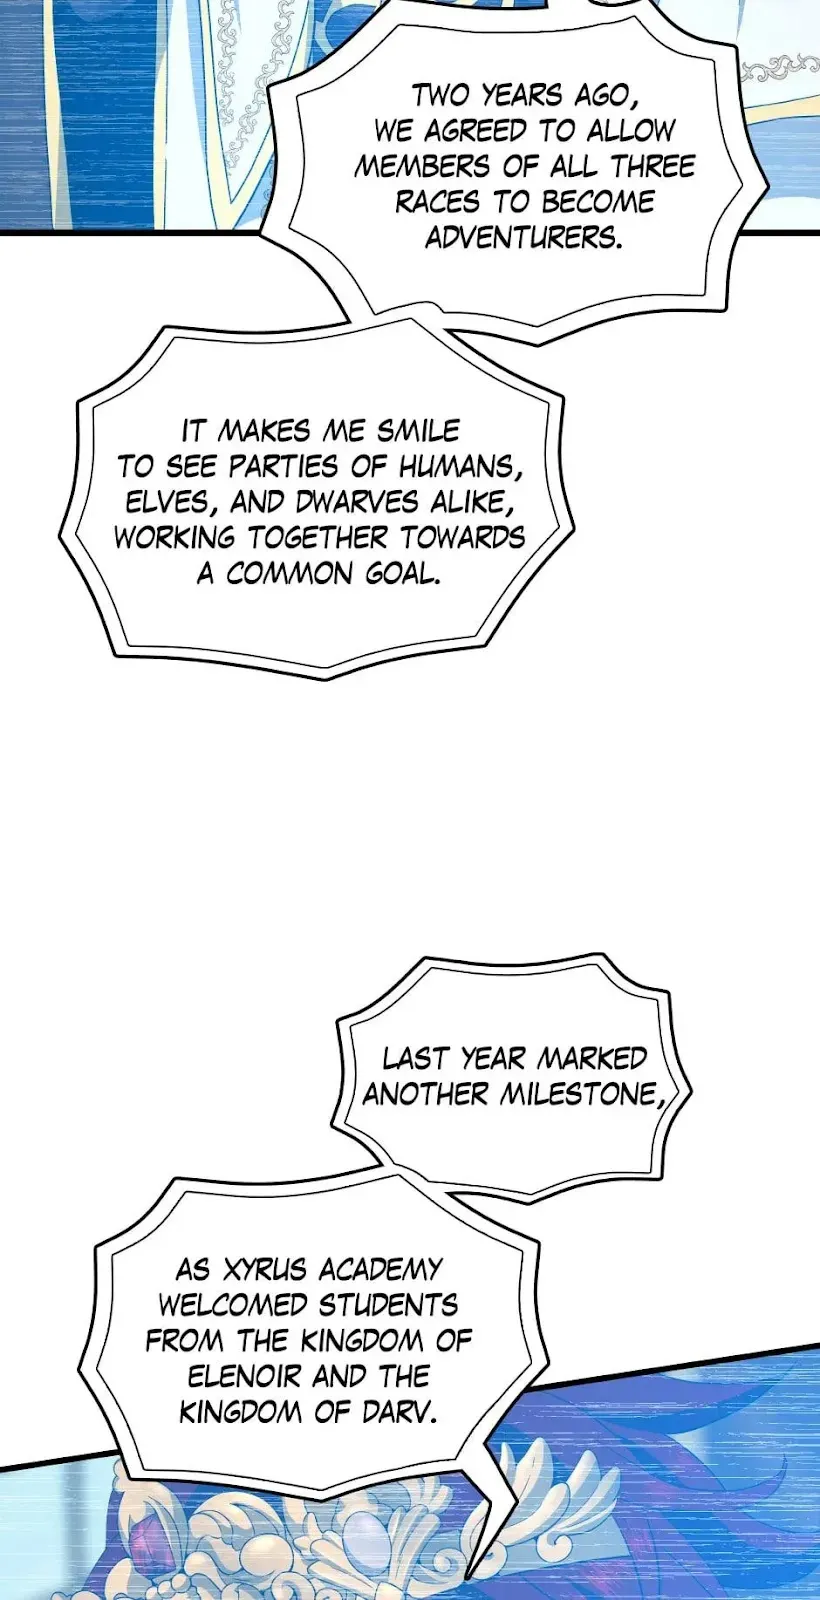 TWO YEARS AGO,
WE AGREED TO ALLOW
MEMBERS OF ALL THREE
RACES TO BECOME
ADVENTURERS.
IT MAKES ME SMILE
TO SEE PARTIES OF HUMANS,
ELVES, AND DWARVES ALIKE,
WORKING TOGETHER TOWARDS
A COMMON GOAL.
LAST YEAR MARKED
ANOTHER MILESTONE,
AS XYRUS ACADEMY
WELCOMED STUDENTS
FROM THE KINGDOM OF
ELENOIR AND THE
KINGDOM OF DARV.